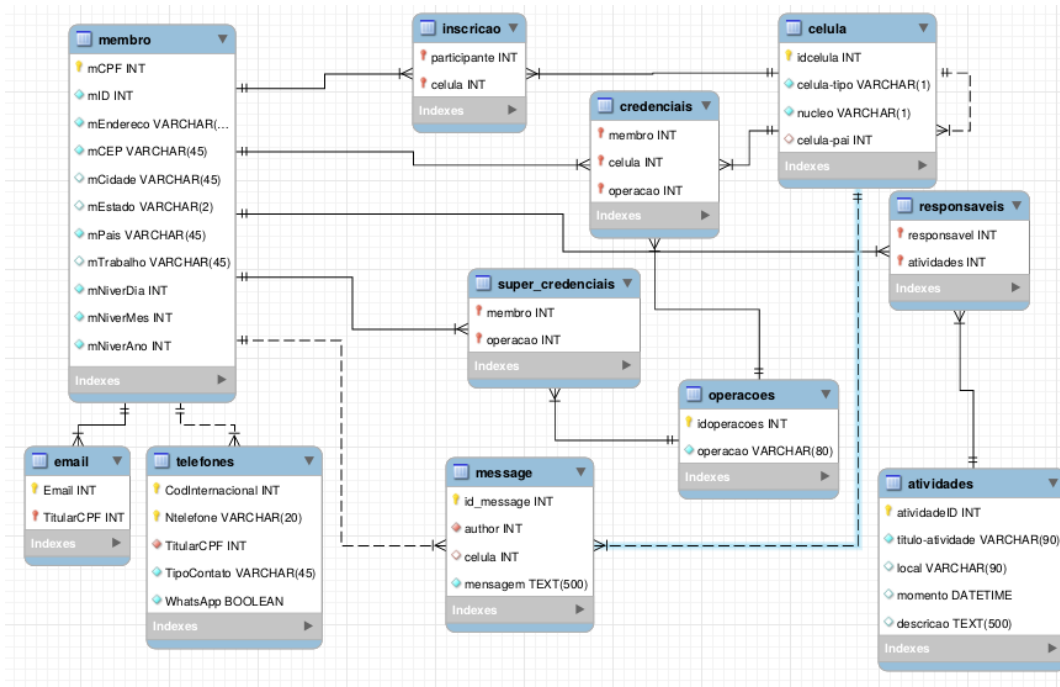 membro
mCPF INT
mID INT
mEndereco VARCHAR(...
mCEP VARCHAR(45)
mCidade VARCHAR(45)
mEstado VARCHAR(2)
mPais VARCHAR(45)
mTrabalho VARCHAR(45)
mNiverDia INT
mNiverMes INT
mNiverAno INT
Indexes
inscricao
participante INT
celula INT
Indexes
celula
idcelula INT
celula-tipo VARCHAR(1)
nucleo VARCHAR(1)
celula-pai INT
Indexes
credenciais
membro INT
celula INT
operacao INT
Indexes
responsaveis
responsavel INT
atividades INT
Indexes
super_credenciais
membro INT
operacao INT
Indexes
operacoes
idoperacoes INT
operacao VARCHAR(80)
Indexes
email
Email INT
TitularCPF INT
Indexes
telefones
CodInternacional INT
Ntelefone VARCHAR(20)
TitularCPF INT
TipoContato VARCHAR(45)
WhatsApp BOOLEAN
Indexes
message
id_message INT
author INT
celula INT
mensagem TEXT(500)
Indexes
atividades
atividadeID INT
titulo-atividade VARCHAR(90)
local VARCHAR(90)
momento DATETIME
descricao TEXT(500)
Indexes